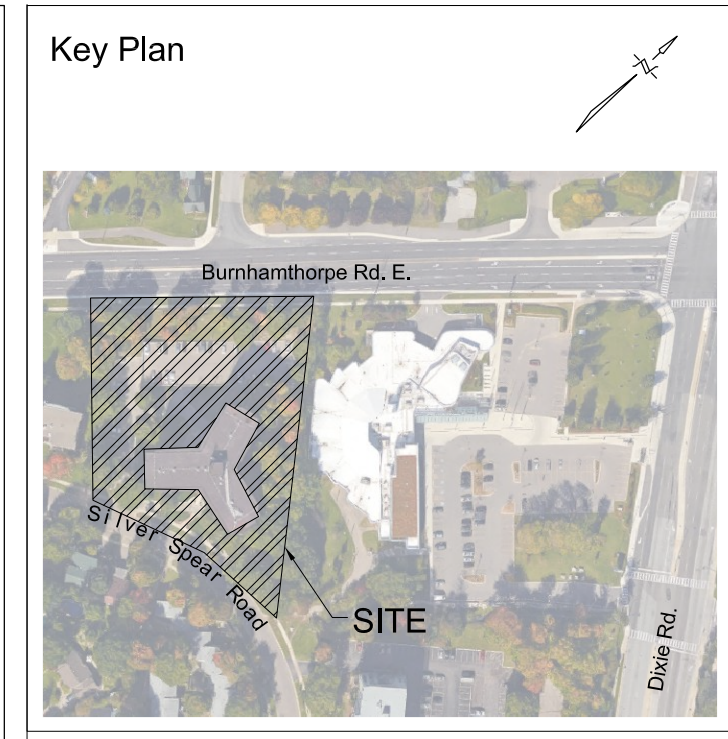 Key Plan
N
Burnhamthorpe Rd. E.
Silver Spear Road
SITE
Dixie Rd.